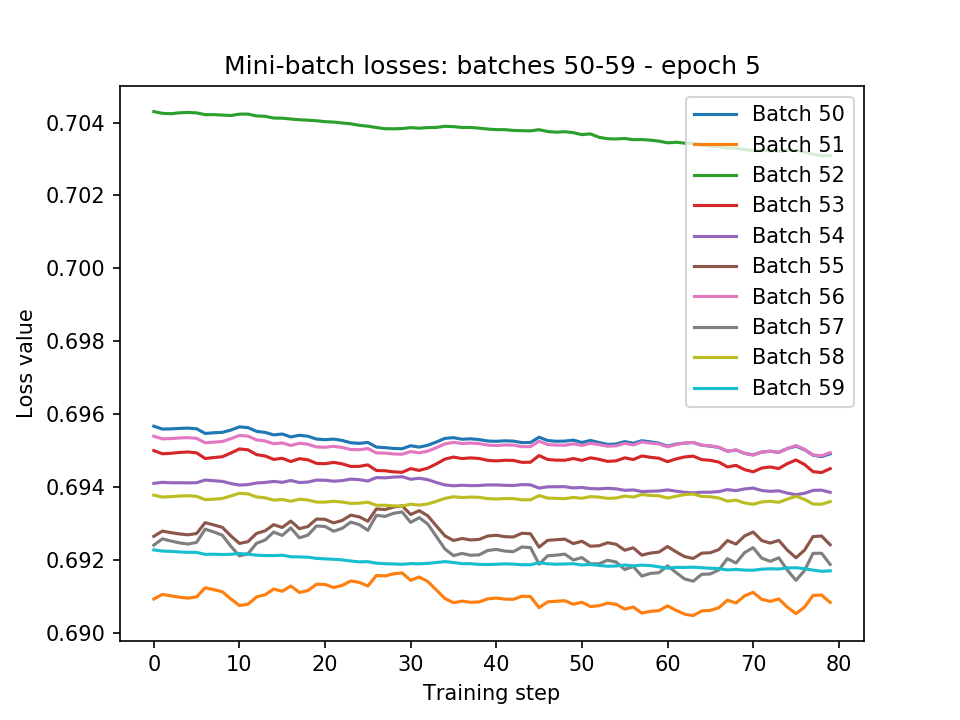 Mini-batch losses: batches 50-59 - epoch 5
0.704
0.702
0.700
0.698
0.696
0.694
0.692
0.690
Loss value
0
10
20
30
40
50
60
70
80
Training step
Batch 50
Batch 51
Batch 52
Batch 53
Batch 54
Batch 55
Batch 56
Batch 57
Batch 58
Batch 59